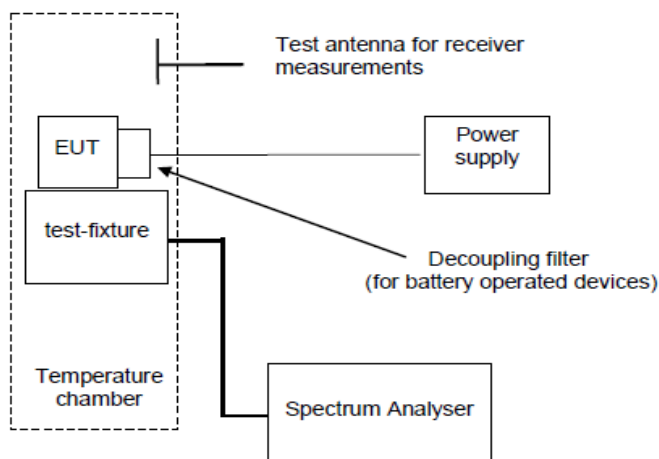 Test antenna for receiver
measurements
EUT
Power
supply
test-fixture
Decoupling filter
(for battery operated devices)
Temperature
chamber
Spectrum Analyser